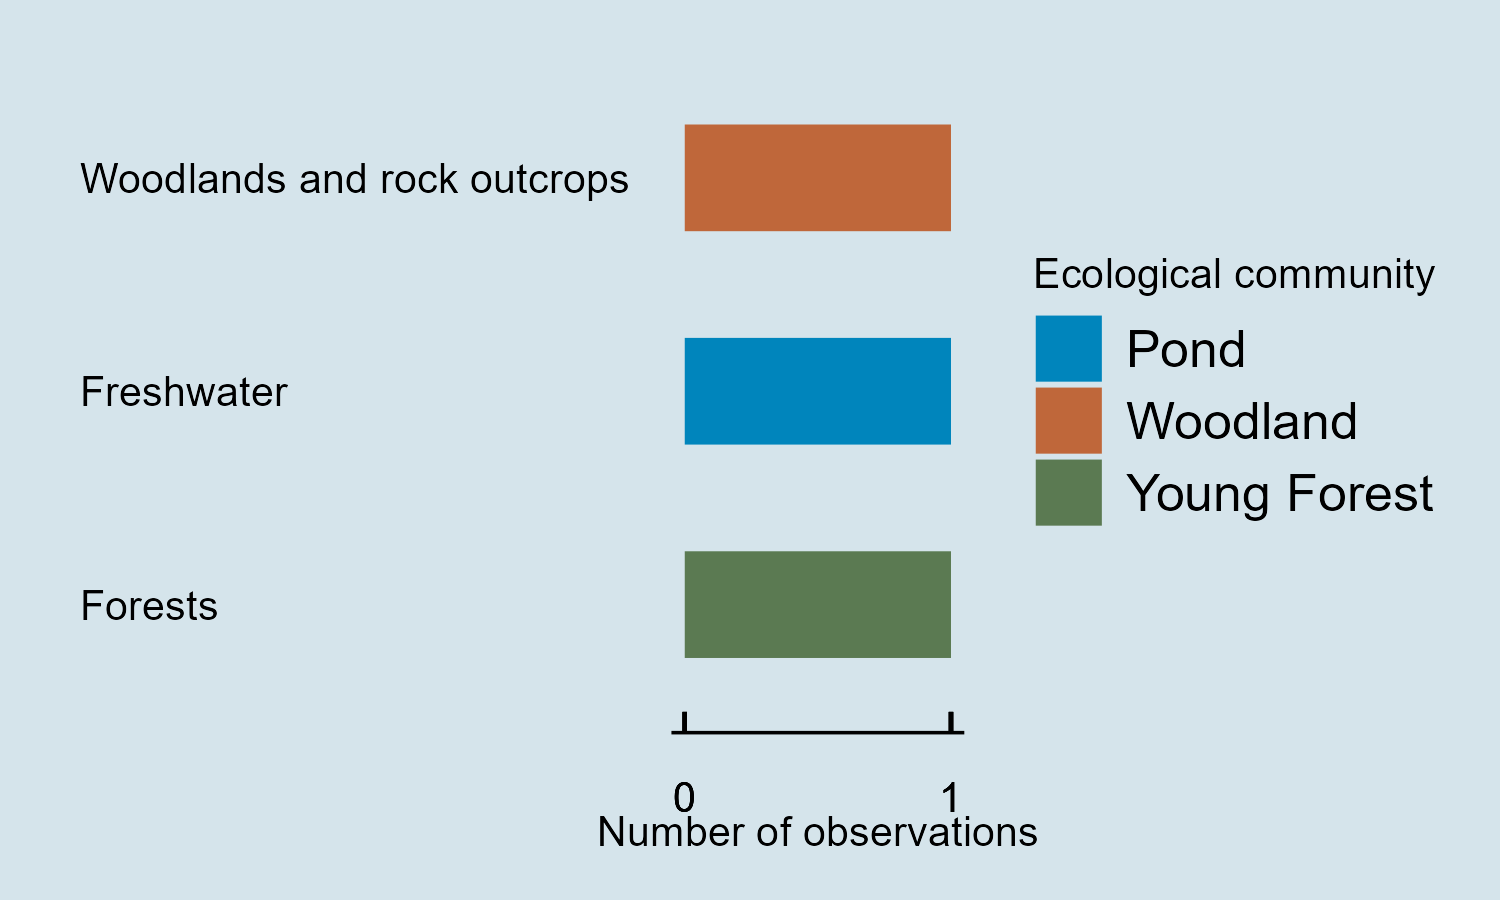 Woodlands and rock outcrops
Freshwater
Forests
0 1
Number of observations
Ecological community
Pond
Woodland
Young Forest